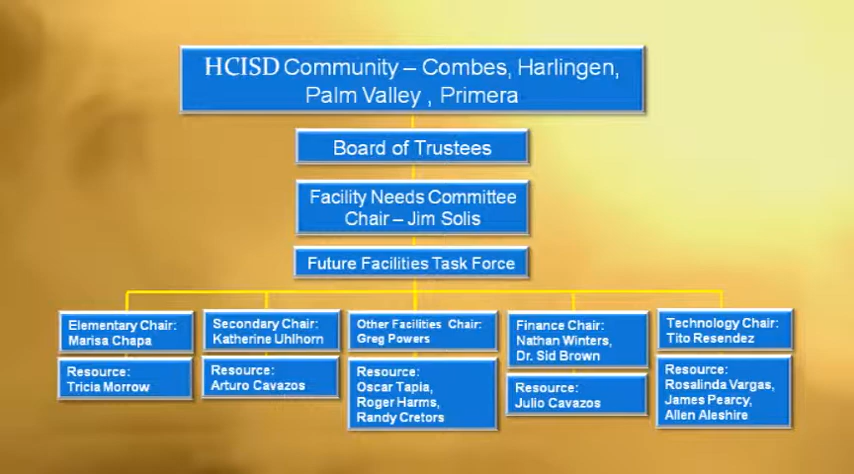 HCISD Community – Combes, Harlingen,
Palm Valley , Primera
Board of Trustees
Facility Needs Committee
Chair – Jim Solis
Future Facilities Task Force
Elementary Chair:
Marisa Chapa
Resource:
Tricia Morrow
Secondary Chair:
Katherine Uhlhorn
Resource:
Arturo Cavazos
Other Facilities Chair:
Greg Powers
Resource:
Oscar Tapia,
Roger Harms,
Randy Cretors
Finance Chair:
Nathan Winters,
Dr. Sid Brown
Resource:
Julio Cavazos
Technology Chair:
Tito Resendez
Resource:
Rosalinda Vargas,
James Pearcy,
Allen Aleshire